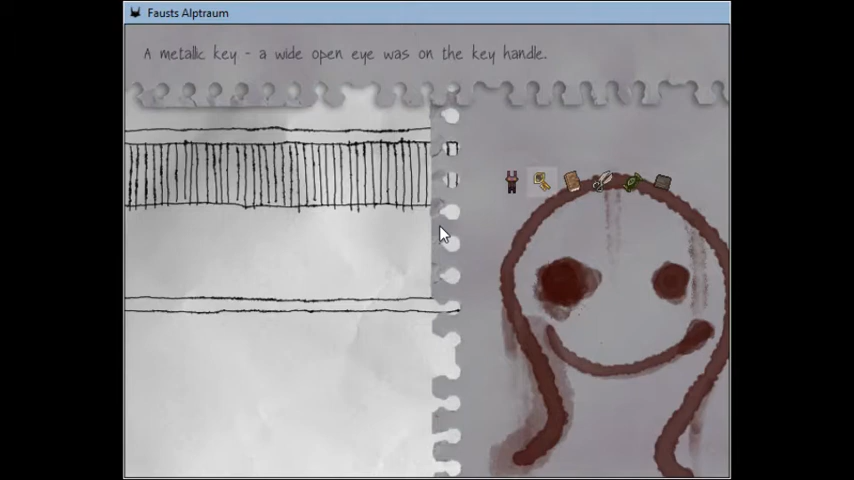 Fausts Alptraum
A metallic key - a wide open eye was on the key handle.